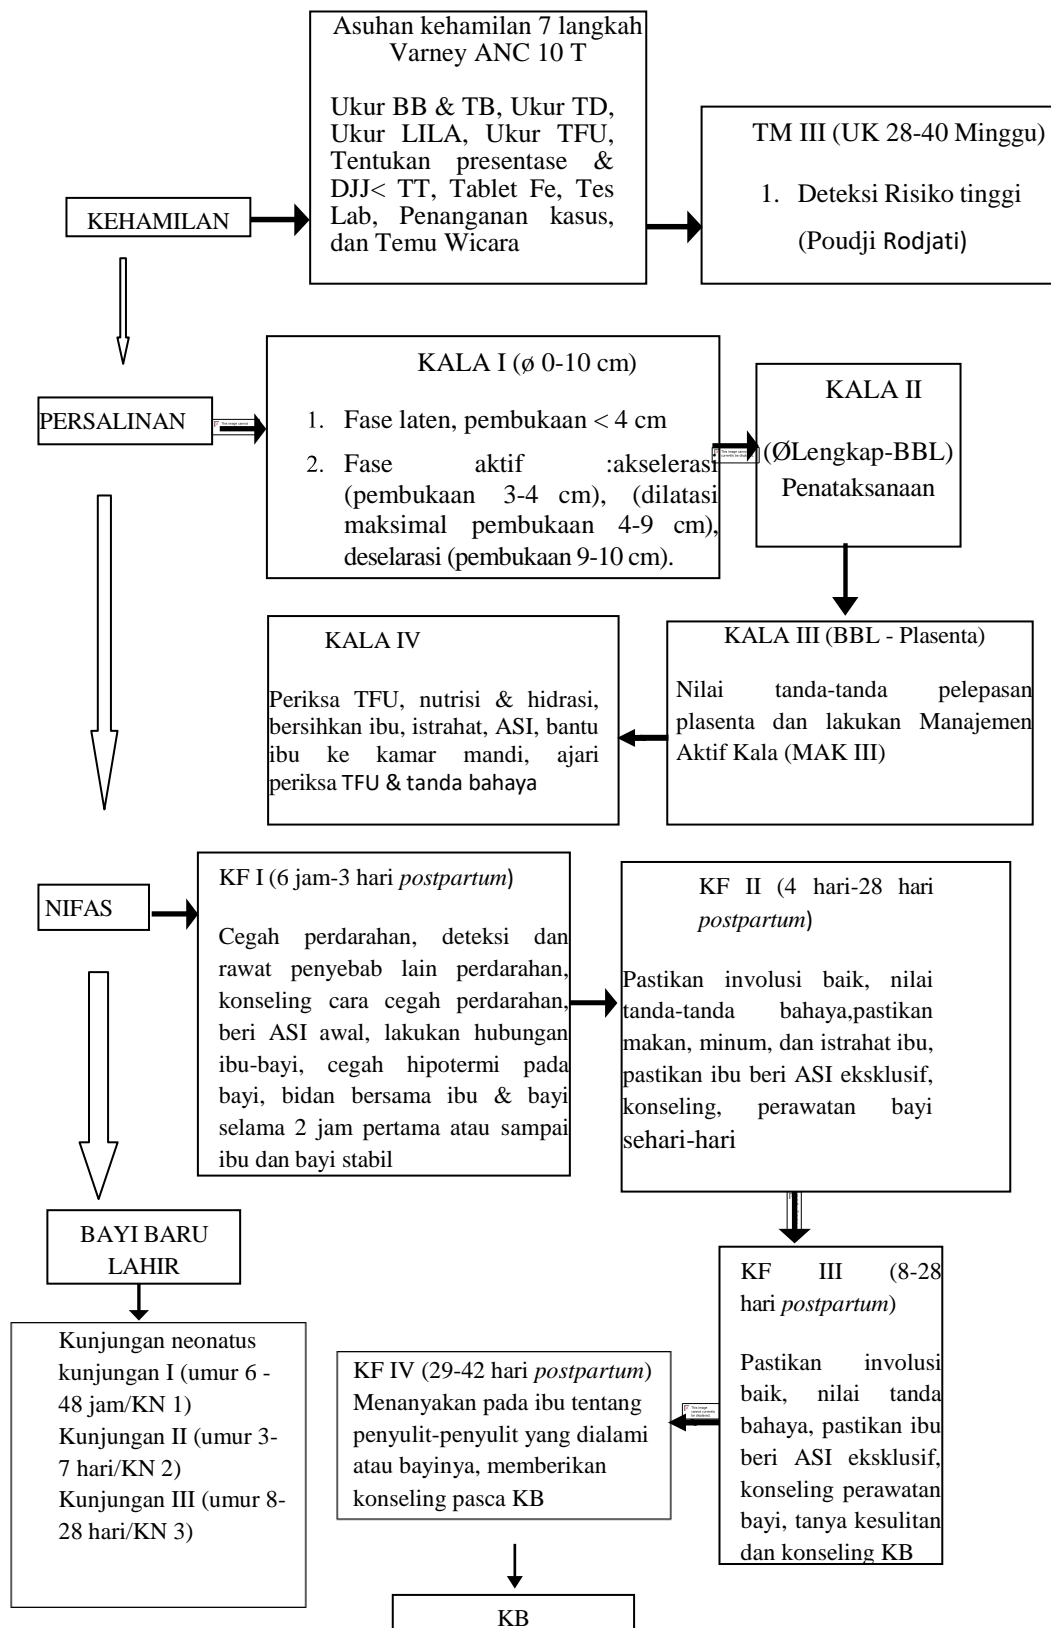 Asuhan kehamilan 7 langkah
Varney ANC 10 T
Ukur BB & TB, Ukur TD,
Ukur LILA, Ukur TFU,
Tentukan presentase &
DJJ< TT, Tablet Fe, Tes
Lab, Penanganan kasus,
dan Temu Wicara
TM III (UK 28-40 Minggu)
1. Deteksi Risiko tinggi
(Poudji Rodjati)
KEHAMILAN
KALA I (ø 0-10 cm)
1. Fase laten, pembukaan < 4 cm
2. Fase aktif :akselerasi
(pembukaan 3-4 cm), (dilatasi
maksimal pembukaan 4-9 cm),
deselarasi (pembukaan 9-10 cm).
KALA II
(ØLengkap-BBL)
Penataksanaan
PERSALINAN
KALA IV
Periksa TFU, nutrisi & hidrasi,
bersihkan ibu, istrahat, ASI, bantu
ibu ke kamar mandi, ajari
periksa TFU & tanda bahaya
KALA III (BBL - Plasenta)
Nilai tanda-tanda pelepasan
plasenta dan lakukan Manajemen
Aktif Kala (MAK III)
NIFAS
KF I (6 jam-3 hari postpartum)
Cegah perdarahan, deteksi dan
rawat penyebab lain perdarahan,
konseling cara cegah perdarahan,
beri ASI awal, lakukan hubungan
ibu-bayi, cegah hipotermi pada
bayi, bidan bersama ibu & bayi
selama 2 jam pertama atau sampai
ibu dan bayi stabil
KF II (4 hari-28 hari
postpartum)
Pastikan involusi baik, nilai
tanda-tanda bahaya,pastikan
makan, minum, dan istrahat ibu,
pastikan ibu beri ASI eksklusif,
konseling, perawatan bayi
sehari-hari
BAYI BARU
LAHIR
Kunjungan neonatus
kunjungan I (umur 6 -
48 jam/KN 1)
Kunjungan II (umur 3-
7 hari/KN 2)
Kunjungan III (umur 8-
28 hari/KN 3)
KF III (8-28
hari postpartum)
Pastikan involusi
baik, nilai tanda
bahaya, pastikan ibu
beri ASI eksklusif,
konseling perawatan
bayi, tanya kesulitan
dan konseling KB
KF IV (29-42 hari postpartum)
Menanyakan pada ibu tentang
penyulit-penyulit yang dialami
atau bayinya, memberikan
konseling pasca KB
KB